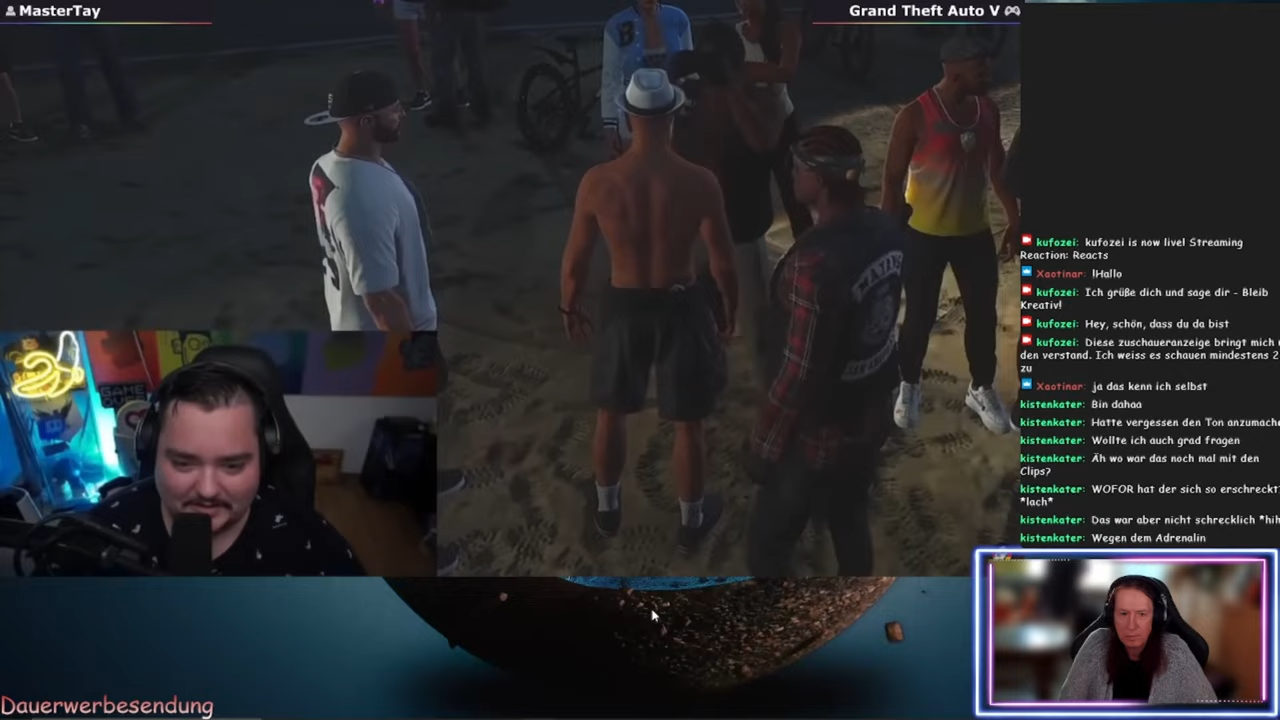 MasterTay
Grand Theft Auto V
kufozei: kufozei is now live! Streaming
Reaction: Reacts
Xaotinar: !Hallo
kufozei: Ich grüße dich und sage dir - Bleib
Kreativ!
kufozei: Hey, schön, dass du da bist
kufozei: Diese zuschaueranzeige bringt mich
den verstand. Ich weiss es schauen mindestens 2
zu
Xaotinar: ja das kenn ich selbst
kistenkater: Bin dahaa
kistenkater: Hatte vergessen den Ton anzumache
kistenkater: Wollte ich auch grad fragen
kistenkater: Äh wo war das noch mal mit den
Clips?
kistenkater: WOFOR hat der sich so erschreckt?
*lach*
kistenkater: Das war aber nicht schrecklich *hih
kistenkater: Wegen dem Adrenalin
GAME
MAYANS
Dauerwerbesendung